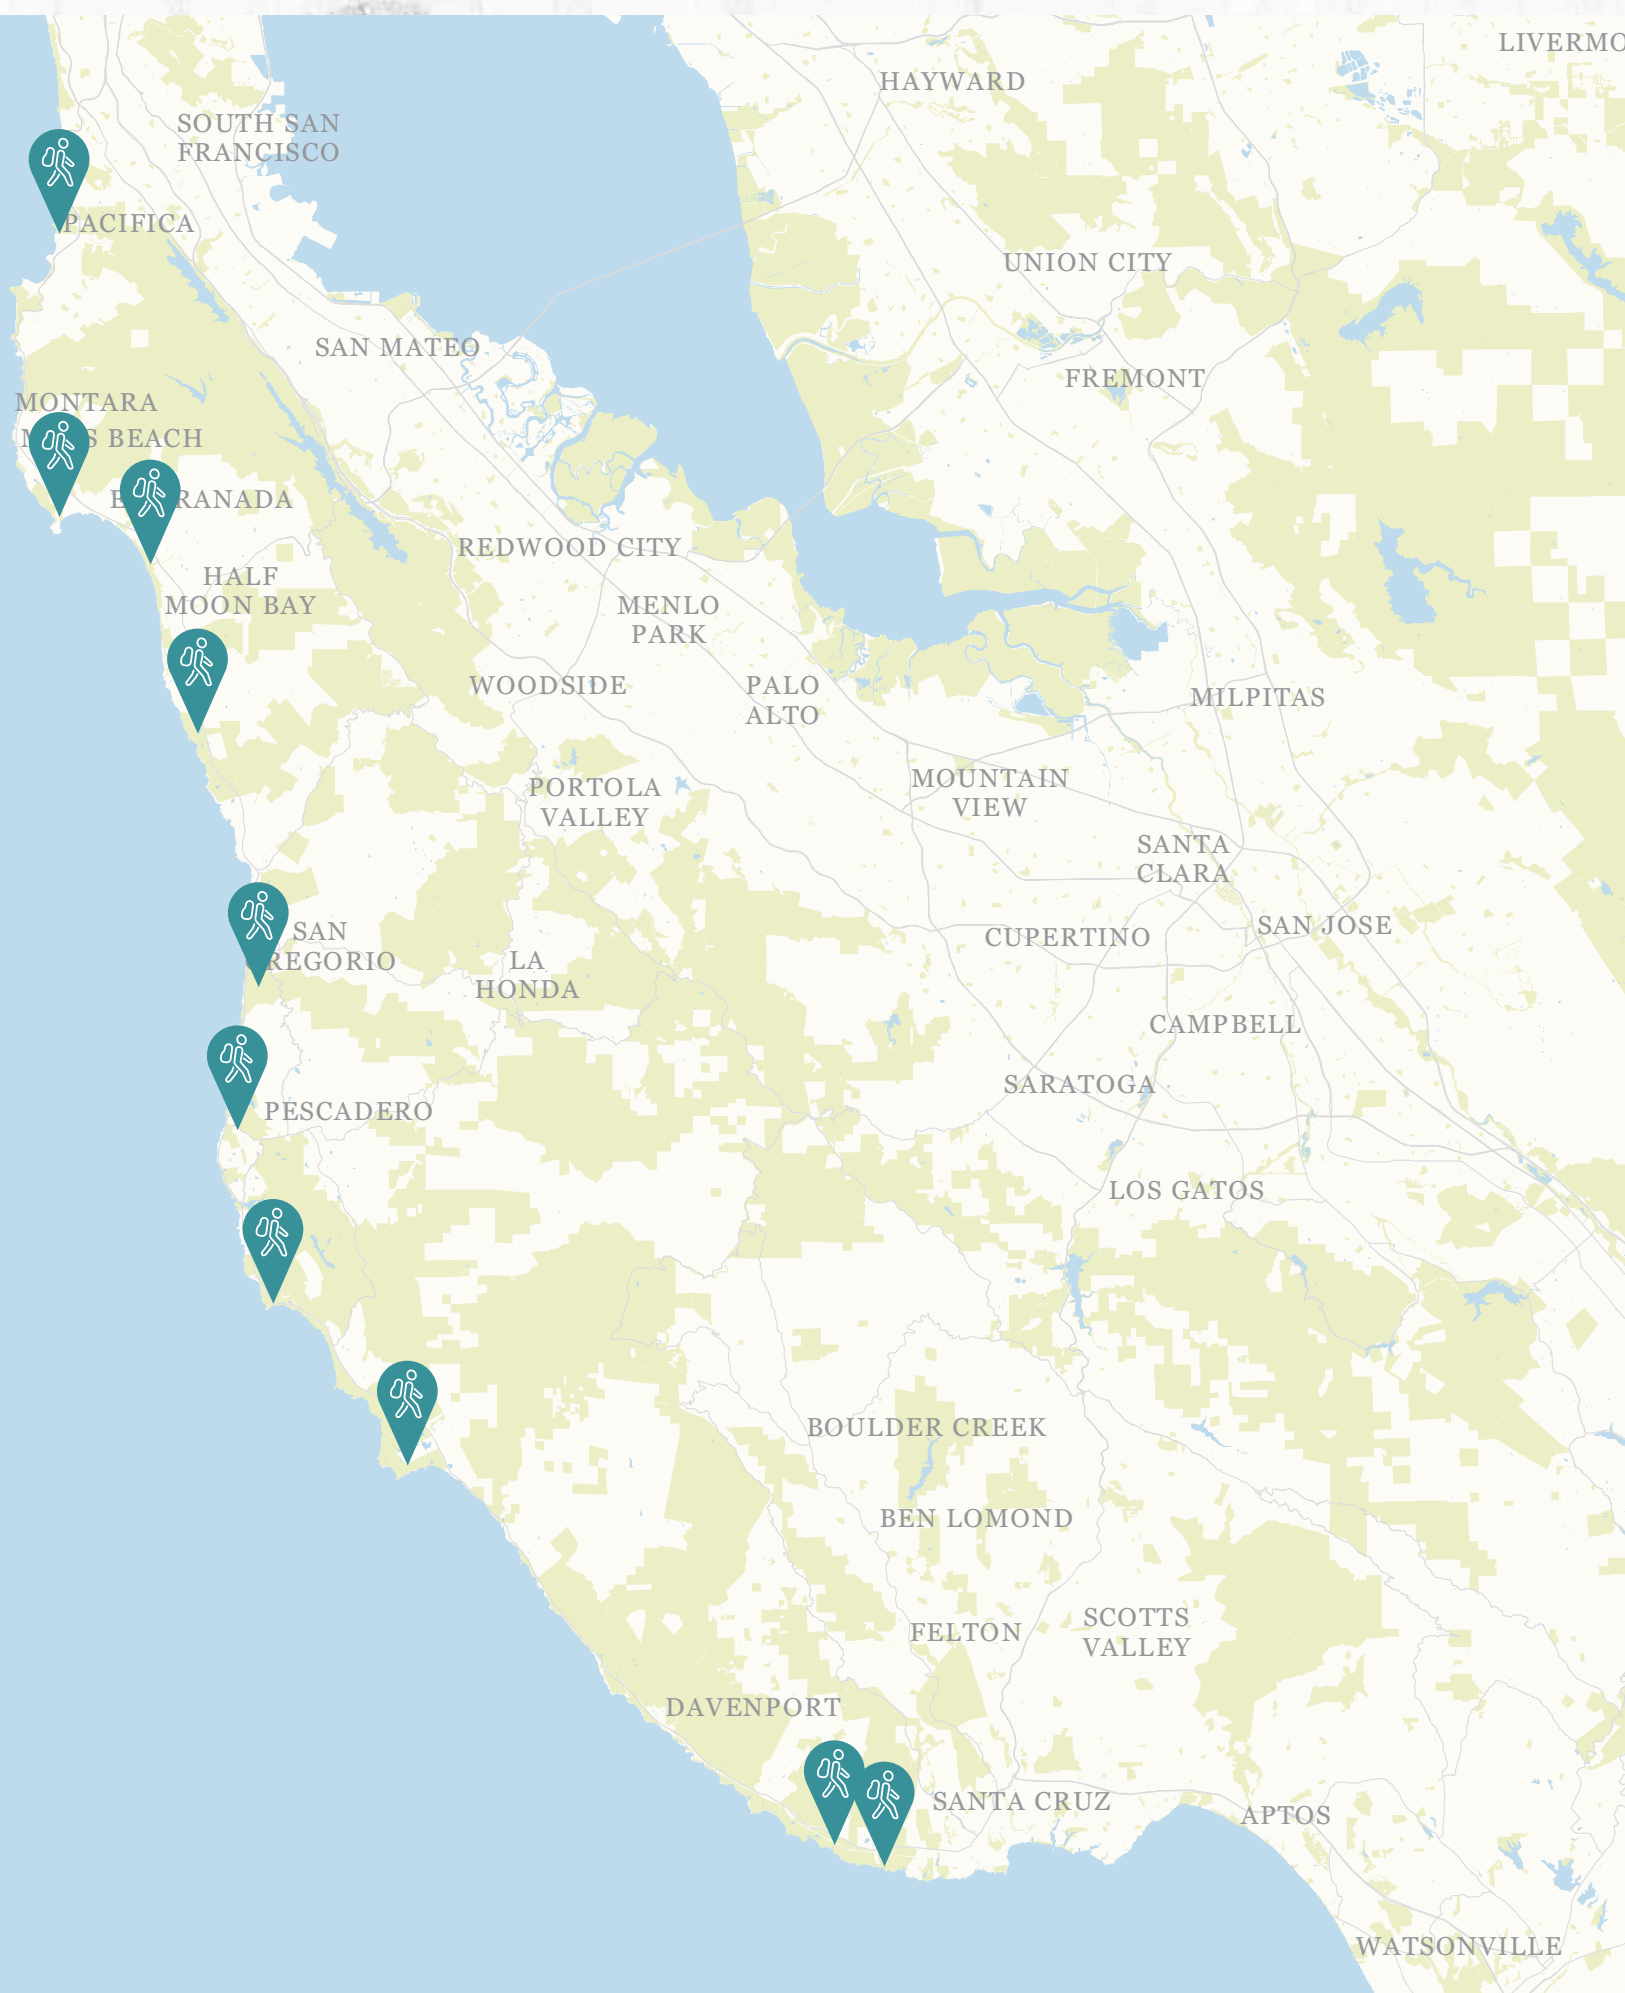 LIVERMO
HAYWARD
SOUTH SAN
FRANCISCO
PACIFICA
UNION CITY
SAN MATEO
FREMONT
MONTARA
BEACH
RANADA
REDWOOD CITY
HALF
MOON BAY
MENLO
PARK
WOODSIDE
PALO
ALTO
MILPITAS
PORTOLA
VALLEY
MOUNTAIN
VIEW
SANTA
CLARA
SAN JOSE
SAN
REGORIO
CUPERTINO
LA
HONDA
CAMPBELL
SARATOGA
PESCADERO
LOS GATOS
BOULDER CREEK
BEN LOMOND
SCOTTS
VALLEY
FELTON
DAVENPORT
SANTA CRUZ
APTOS
WATSONVILLE